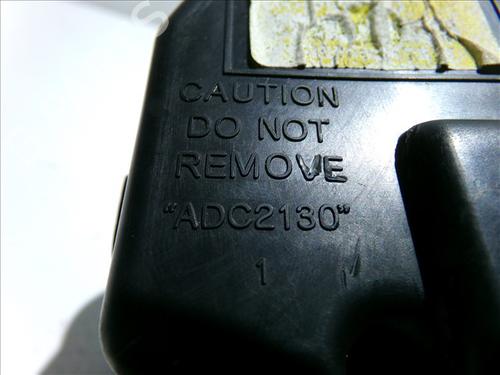 CAUTION
DO NOT
REMOVE
"ADC2130"
1